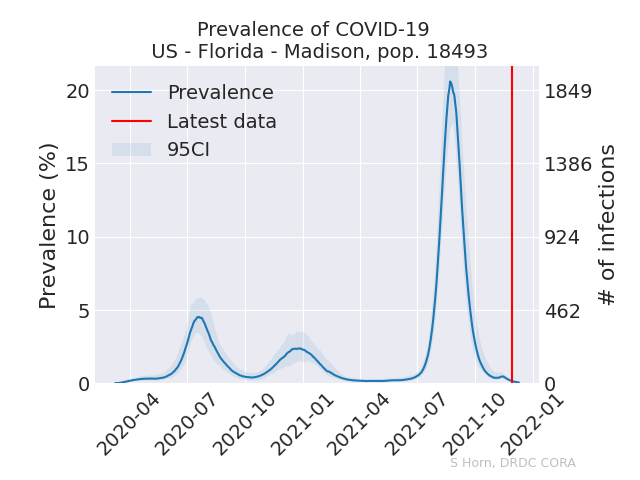 Prevalence of COVID-19
US - Florida - Madison, pop. 18493
Prevalence
Latest data
95CI
Prevalence (%)
20
15
10
5
0
1849
1386
924
462
0
# of infections
2020-04
2020-07
2020-10
2021-01
2021-04
2021-07
2021-10
2022-01
S Horn, DRDC CORA